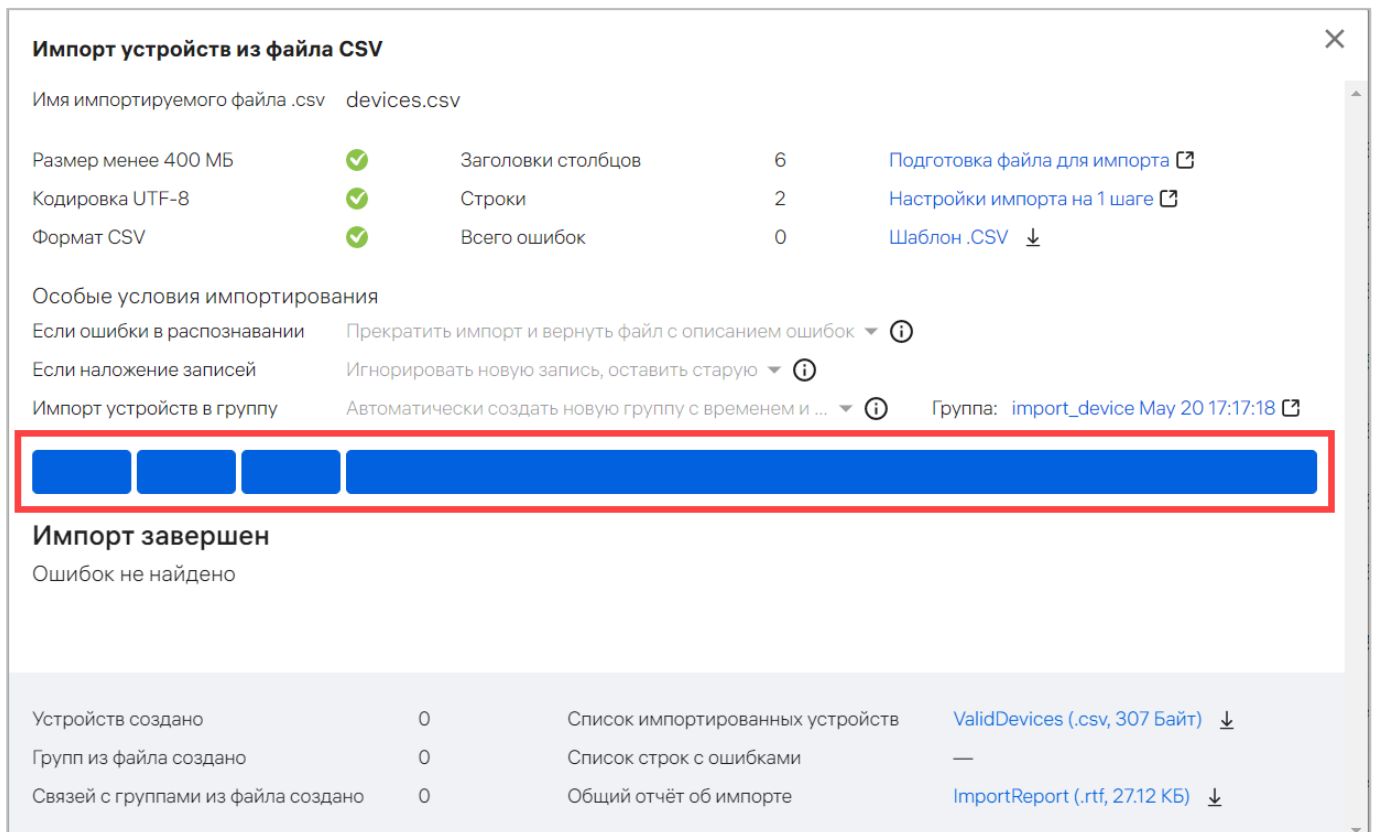 Импорт устройств из файла CSV
Имя импортируемого файла .csv devices.csv
Размер менее 400 МБ Заголовки столбцов 6 Подготовка файла для импорта
Кодировка UTF-8 Строки 2 Настройки импорта на 1 шаге
Формат CSV Всего ошибок 0 Шаблон .CSV
Особые условия импортирования
Если ошибки в распознавании Прекратить импорт и вернуть файл с описанием ошибок
Если наложение записей Игнорировать новую запись, оставить старую
Импорт устройств в группу Автоматически создать новую группу с временем и ... Группа: import_device May 20 17:17:18
Импорт завершен
Ошибок не найдено
Устройств создано 0 Список импортированных устройств ValidDevices (.csv, 307 Байт)
Групп из файла создано 0 Список строк с ошибками —
Связей с группами из файла создано 0 Общий отчёт об импорте ImportReport (.rtf, 27.12 КБ)